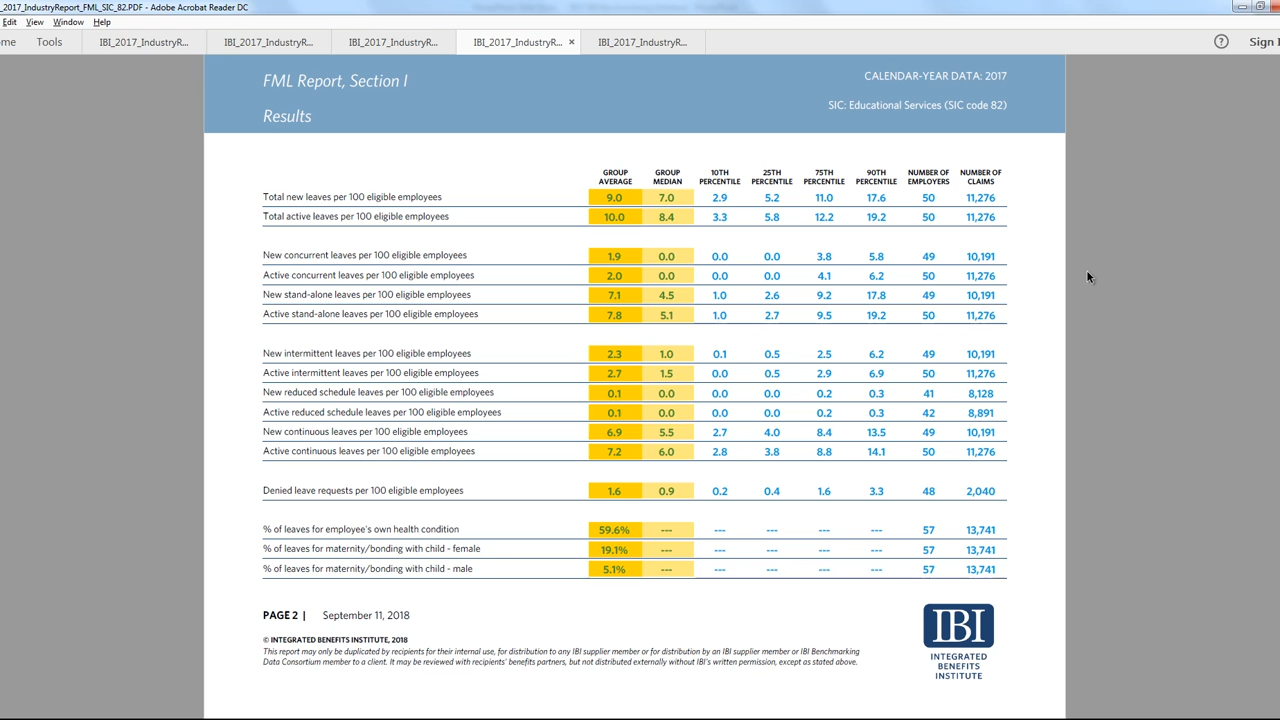 _2017_IndustryReport_FML_SIC_82.PDF - Adobe Acrobat Reader DC
Edit View Window Help
ome Tools IBI_2017_IndustryR... IBI_2017_IndustryR... IBI_2017_IndustryR... IBI_2017_IndustryR... × IBI_2017_IndustryR... ? Sign I
FML Report, Section I
CALENDAR-YEAR DATA: 2017
SIC: Educational Services (SIC code 82)
Results
GROUP AVERAGE GROUP MEDIAN 10TH PERCENTILE 25TH PERCENTILE 75TH PERCENTILE 90TH PERCENTILE NUMBER OF EMPLOYERS NUMBER OF CLAIMS
Total new leaves per 100 eligible employees 9.0 7.0 2.9 5.2 11.0 17.6 50 11,276
Total active leaves per 100 eligible employees 10.0 8.4 3.3 5.8 12.2 19.2 50 11,276
New concurrent leaves per 100 eligible employees 1.9 0.0 0.0 0.0 3.8 5.8 49 10,191
Active concurrent leaves per 100 eligible employees 2.0 0.0 0.0 0.0 4.1 6.2 50 11,276
New stand-alone leaves per 100 eligible employees 7.1 4.5 1.0 2.6 9.2 17.8 49 10,191
Active stand-alone leaves per 100 eligible employees 7.8 5.1 1.0 2.7 9.5 19.2 50 11,276
New intermittent leaves per 100 eligible employees 2.3 1.0 0.1 0.5 2.5 6.2 49 10,191
Active intermittent leaves per 100 eligible employees 2.7 1.5 0.0 0.5 2.9 6.9 50 11,276
New reduced schedule leaves per 100 eligible employees 0.1 0.0 0.0 0.0 0.2 0.3 41 8,128
Active reduced schedule leaves per 100 eligible employees 0.1 0.0 0.0 0.0 0.2 0.3 42 8,891
New continuous leaves per 100 eligible employees 6.9 5.5 2.7 4.0 8.4 13.5 49 10,191
Active continuous leaves per 100 eligible employees 7.2 6.0 2.8 3.8 8.8 14.1 50 11,276
Denied leave requests per 100 eligible employees 1.6 0.9 0.2 0.4 1.6 3.3 48 2,040
% of leaves for employee's own health condition 59.6% --- --- --- --- --- 57 13,741
% of leaves for maternity/bonding with child - female 19.1% --- --- --- --- --- 57 13,741
% of leaves for maternity/bonding with child - male 5.1% --- --- --- --- --- 57 13,741
PAGE 2 | September 11, 2018
© INTEGRATED BENEFITS INSTITUTE, 2018
This report may only be duplicated by recipients for their internal use, for distribution to any IBI supplier member or for distribution by an IBI supplier member or IBI Benchmarking
Data Consortium member to a client. It may be reviewed with recipients' benefits partners, but not distributed externally without IBI's written permission, except as stated above.
IBI
INTEGRATED
BENEFITS
INSTITUTE